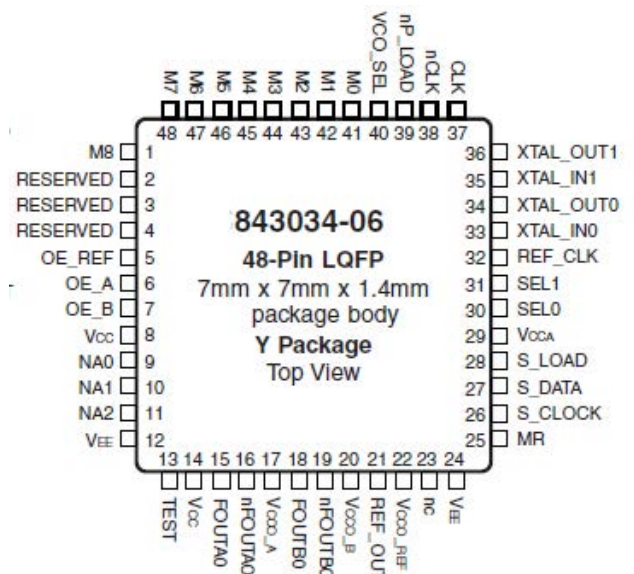 M7
M6
M5
M4
M3
M2
M1
M0
VCO_SEL
nP_LOAD
nCLK
CLK
48 47 46 45 44 43 42 41 40 39 38 37
M8 1
RESERVED 2
RESERVED 3
RESERVED 4
OE_REF 5
OE_A 6
OE_B 7
VCC 8
NA0 9
NA1 10
NA2 11
VEE 12
843034-06
48-Pin LQFP
7mm x 7mm x 1.4mm
package body
Y Package
Top View
36 XTAL_OUT1
35 XTAL_IN1
34 XTAL_OUT0
33 XTAL_IN0
32 REF_CLK
31 SEL1
30 SEL0
29 VCCA
28 S_LOAD
27 S_DATA
26 S_CLOCK
25 MR
13 14 15 16 17 18 19 20 21 22 23 24
TEST
VCC
FOUTA0
nFOUTA0
VCCO_A
FOUTB0
nFOUTB0
VCCO_B
REF_OUT
VCCO_REF
nc
VEE